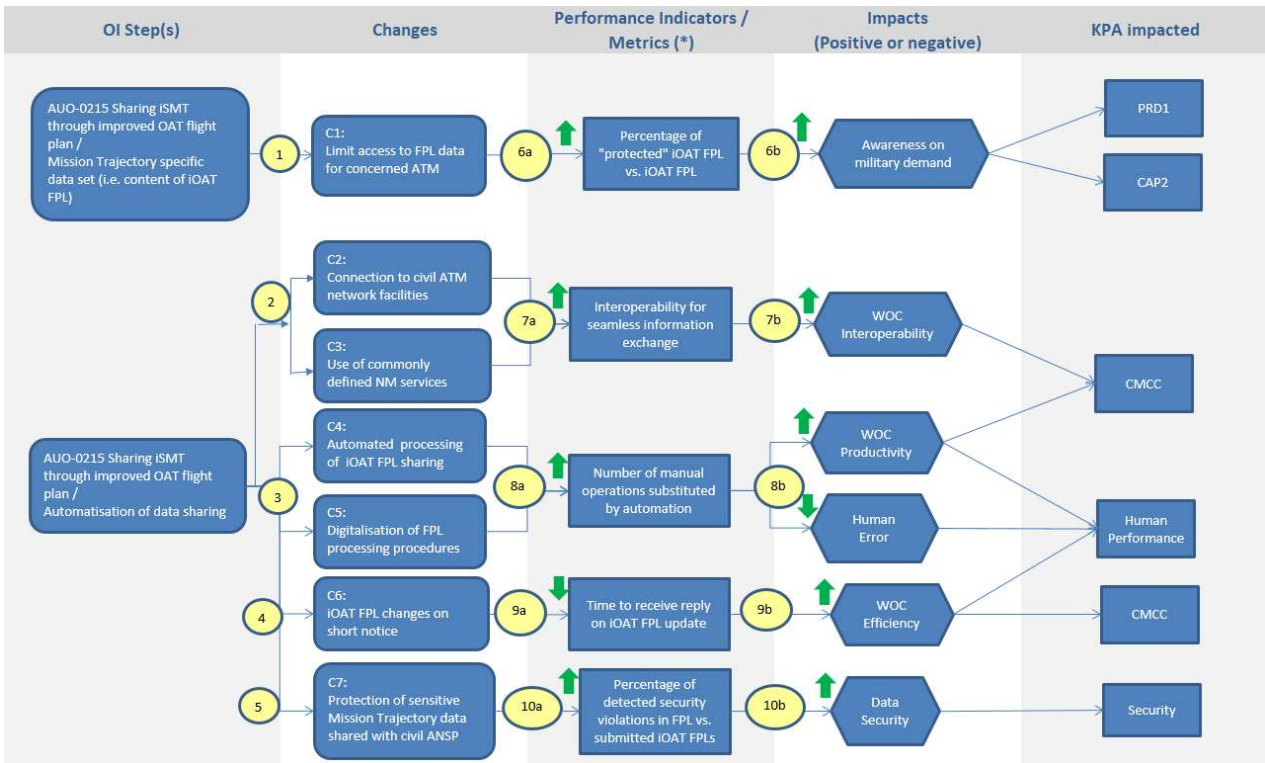 OI Step(s)
Changes
Performance Indicators /
Metrics (*)
Impacts
(Positive or negative)
KPA impacted
AUO-0215 Sharing iSMT
through improved OAT flight
plan /
Mission Trajectory specific
data set (i.e. content of iOAT
FPL)
1
C1:
Limit access to FPL data
for concerned ATM
6a
Percentage of
"protected" iOAT FPL
vs. iOAT FPL
6b
Awareness on
military demand
PRD1
CAP2
2
C2:
Connection to civil ATM
network facilities
C3:
Use of commonly
defined NM services
7a
Interoperability for
seamless information
exchange
7b
WOC
Interoperability
CMCC
AUO-0215 Sharing iSMT
through improved OAT flight
plan /
Automatisation of data sharing
3
C4:
Automated processing
of iOAT FPL sharing
C5:
Digitalisation of FPL
processing procedures
8a
Number of manual
operations substituted
by automation
8b
WOC
Productivity
Human
Error
Human
Performance
4
C6:
iOAT FPL changes on
short notice
9a
Time to receive reply
on iOAT FPL update
9b
WOC
Efficiency
CMCC
5
C7:
Protection of sensitive
Mission Trajectory data
shared with civil ANSP
10a
Percentage of
detected security
violations in FPL vs.
submitted iOAT FPLs
10b
Data
Security
Security